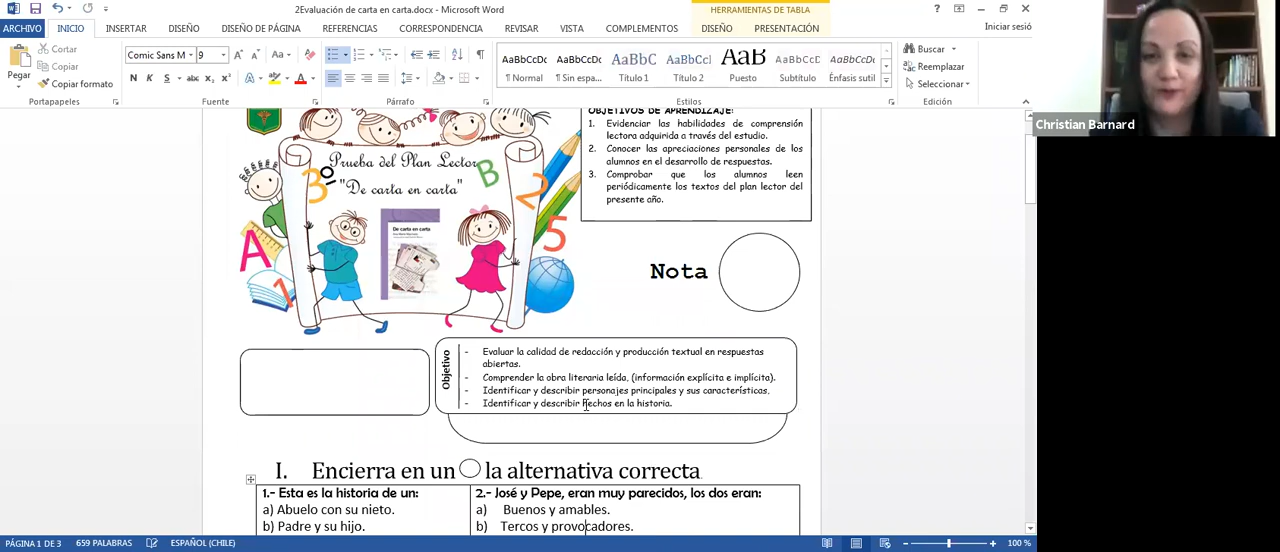 2Evaluación de carta en carta.docx - Microsoft Word
HERRAMIENTAS DE TABLA
Iniciar sesió
ARCHIVO INICIO INSERTAR DISEÑO DISEÑO DE PÁGINA REFERENCIAS CORRESPONDENCIA REVISAR VISTA COMPLEMENTOS DISEÑO PRESENTACIÓN
Pegar
Cortar
Copiar
Copiar formato
Portapapeles
Comic Sans M 9
Fuente
Párrafo
AaBbCcDc AaBbCcDc AaBbC AaBbCc AaB AaBbCcD AaBbCcDc
¶ Normal ¶ Sin espa... Título 1 Título 2 Puesto Subtítulo Énfasis sutil
Estilos
Buscar
Reemplazar
Seleccionar
Edición
Christian Barnard
Prueba del Plan Lector
"De carta en carta"
De carta en carta
3 B 2 A 5 1
OBJETIVOS DE APRENDIZAJE:
1. Evidenciar las habilidades de comprensión
lectora adquirida a través del estudio.
2. Conocer las apreciaciones personales de los
alumnos en el desarrollo de respuestas.
3. Comprobar que los alumnos leen
periódicamente los textos del plan lector del
presente año.
Nota
Objetivo
- Evaluar la calidad de redacción y producción textual en respuestas
abiertas.
- Comprender la obra literaria leída, (información explícita e implícita).
- Identificar y describir personajes principales y sus características.
- Identificar y describir hechos en la historia.
I. Encierra en un la alternativa correcta.
1.- Esta es la historia de un:
a) Abuelo con su nieto.
b) Padre y su hijo.
2.- José y Pepe, eran muy parecidos, los dos eran:
a) Buenos y amables.
b) Tercos y provocadores.
PÁGINA 1 DE 3 659 PALABRAS ESPAÑOL (CHILE) 100 %